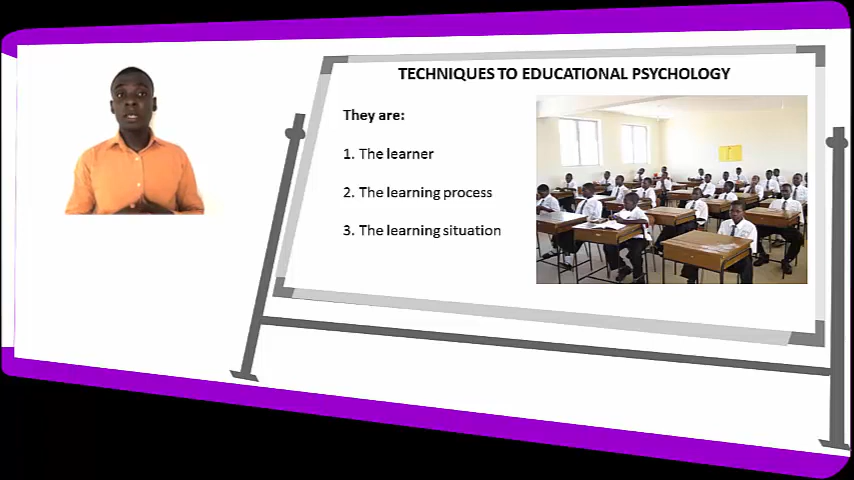 TECHNIQUES TO EDUCATIONAL PSYCHOLOGY
They are:
1. The learner
2. The learning process
3. The learning situation